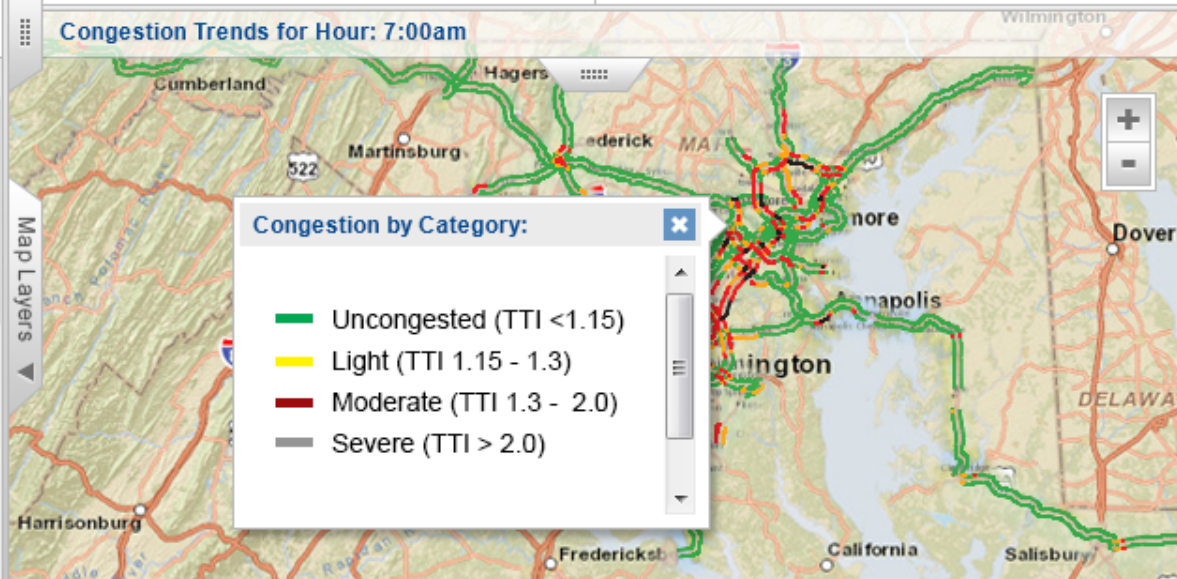 Congestion Trends for Hour: 7:00am
Wilmington
Cumberland
Hagers
ederick
Martinsburg
522
Map Layers
Congestion by Category:
more
Dover
Uncongested (TTI <1.15)
Annapolis
Light (TTI 1.15 - 1.3)
ington
Moderate (TTI 1.3 -  2.0)
DELAWA
Severe (TTI > 2.0)
Harrisonburg
Fredericksb
California
Salisbury